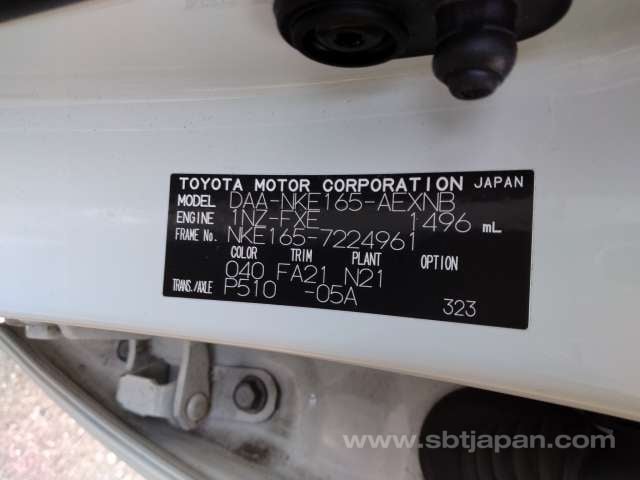 TOYOTA MOTOR CORPORATION JAPAN
MODEL DAA-NKE165-AEXNB
ENGINE 1NZ-FXE 1496 mL
FRAME No. NKE165-7224961
COLOR TRIM PLANT OPTION
040 FA21 N21
TRANS./AXLE P510 -05A
323
www.sbtjapan.com